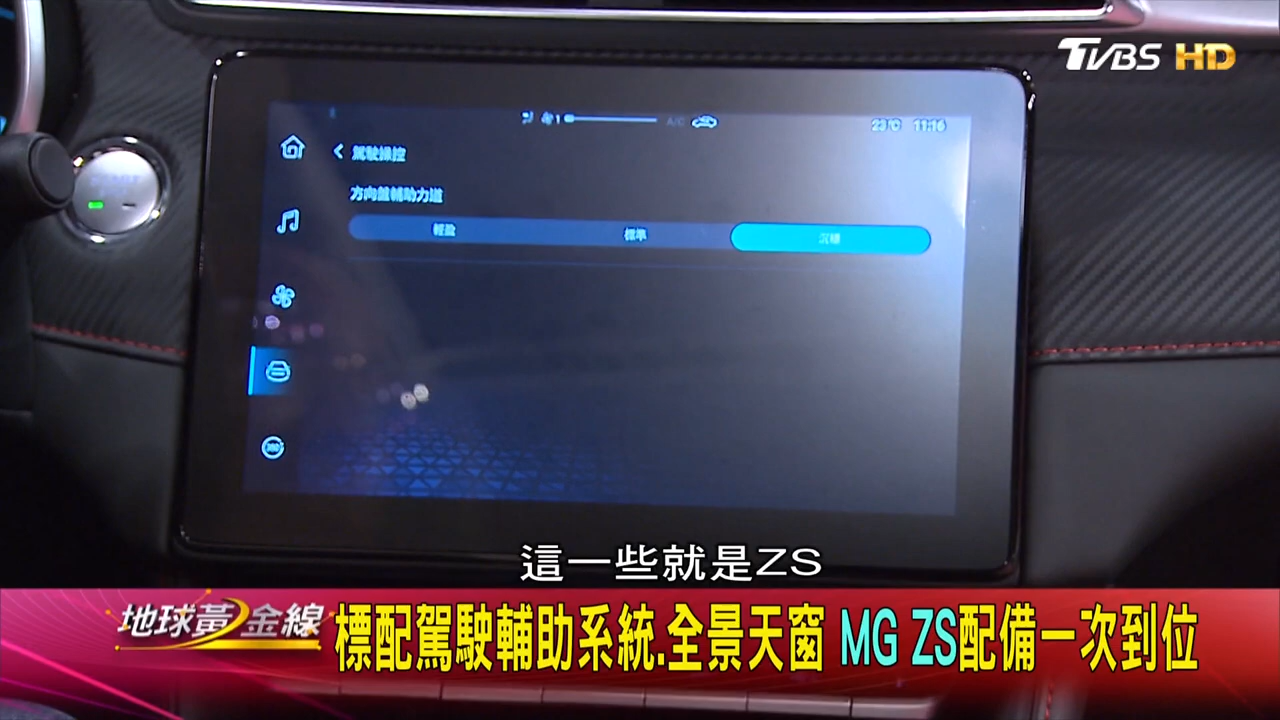 TVBS HD
1
A/C
23℃ 11:16
駕駛操控
方向盤輔助力道
輕盈 標準 沉穩
360
這一些就是ZS
地球黃金線
標配駕駛輔助系統.全景天窗 MG ZS配備一次到位